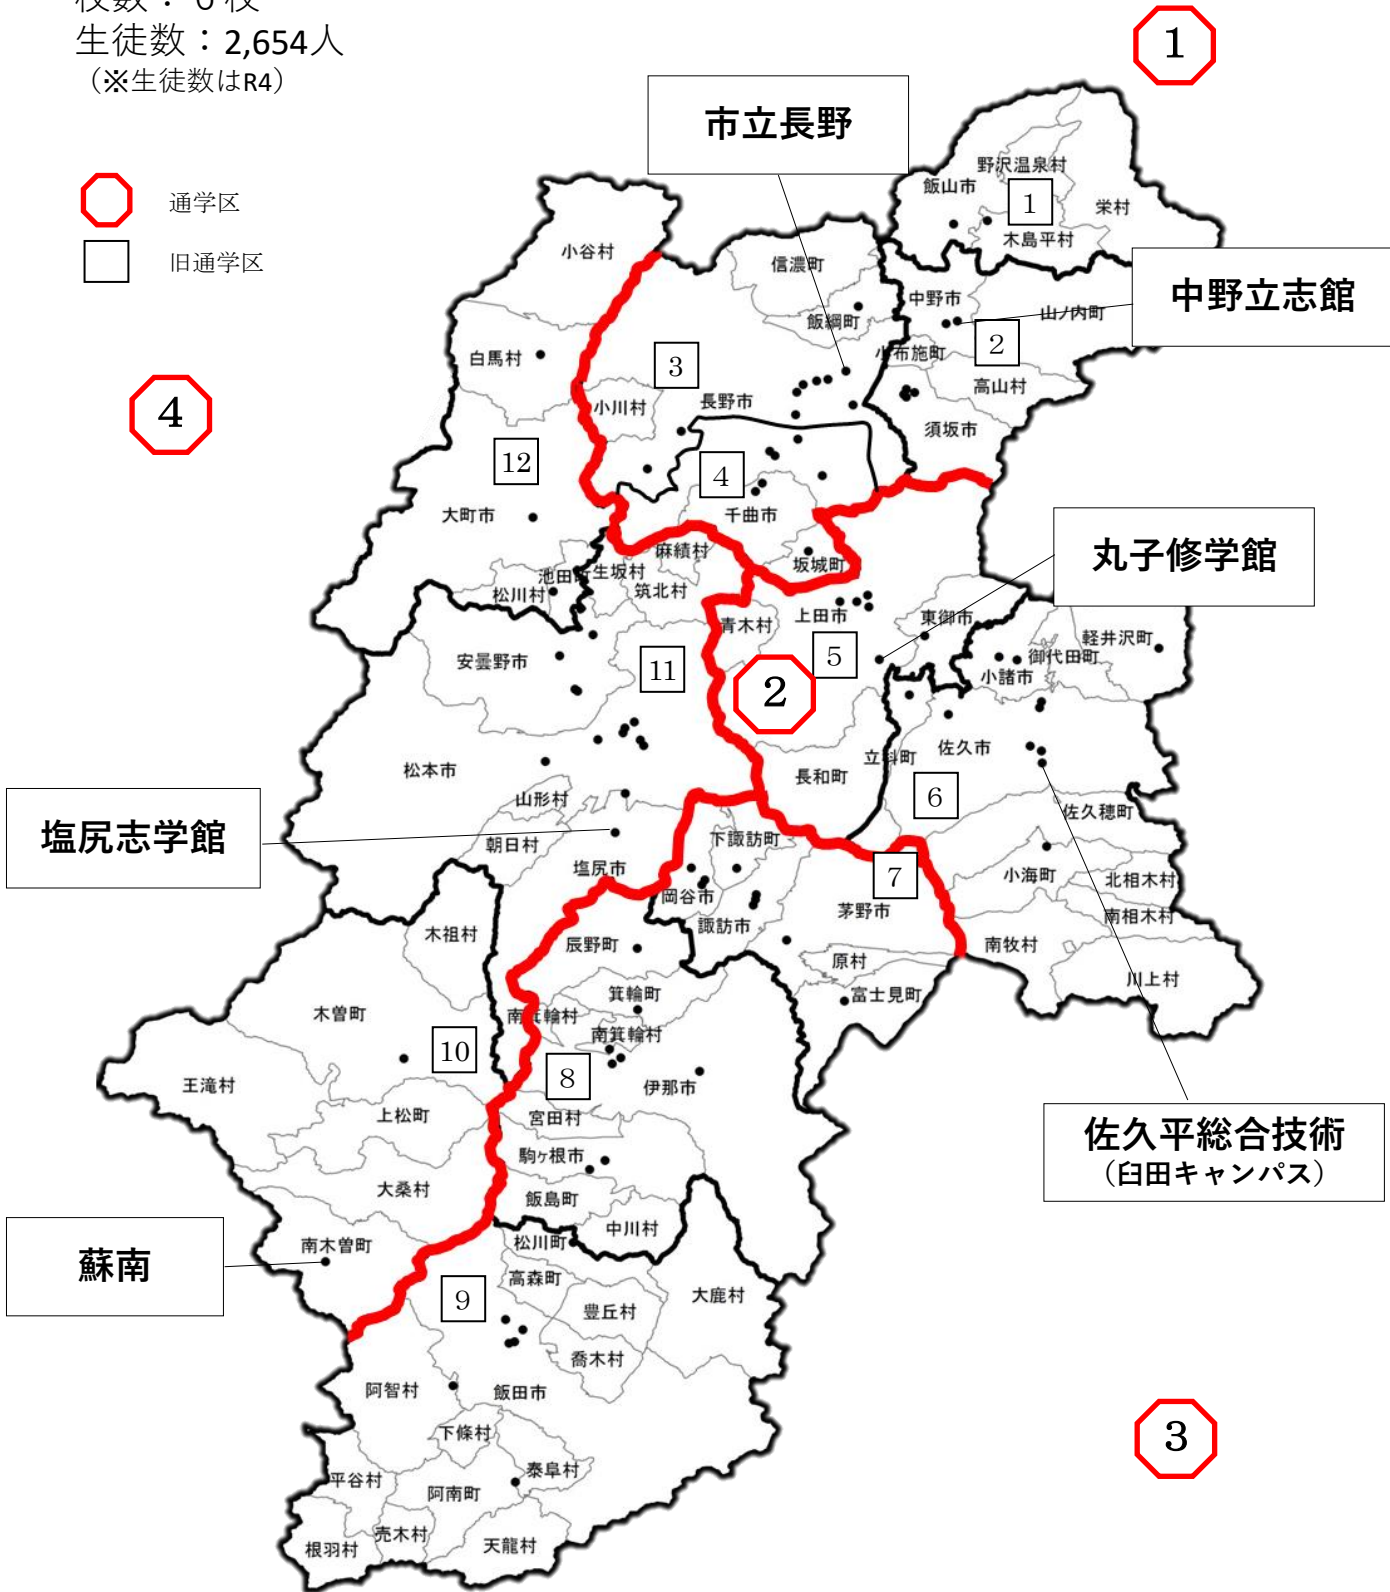 校数：６校
生徒数：2,654人
（※生徒数はR4）
1
市立長野
通学区
旧通学区
野沢温泉村
飯山市
1
栄村
木島平村
小谷村
信濃町
中野市
中野立志館
山ノ内町
飯綱町
2
小布施町
白馬村
3
高山村
4
小川村
長野市
須坂市
12
4
大町市
千曲市
丸子修学館
麻績村
坂城町
池田町
生坂村
松川村
筑北村
青木村
上田市
東御市
軽井沢町
安曇野市
11
5
御代田町
小諸市
2
松本市
長和町
立科町
佐久市
山形村
6
佐久穂町
塩尻志学館
朝日村
塩尻市
下諏訪町
7
小海町
北相木村
岡谷市
茅野市
南相木村
諏訪市
木祖村
辰野町
南牧村
原村
川上村
箕輪町
富士見町
木曽町
南箕輪村
南箕輪村
10
8
王滝村
伊那市
上松町
宮田村
佐久平総合技術
（臼田キャンパス）
駒ヶ根市
大桑村
飯島町
中川村
蘇南
南木曽町
松川町
高森町
大鹿村
9
豊丘村
喬木村
阿智村
飯田市
下條村
3
平谷村
泰阜村
阿南町
売木村
根羽村
天龍村